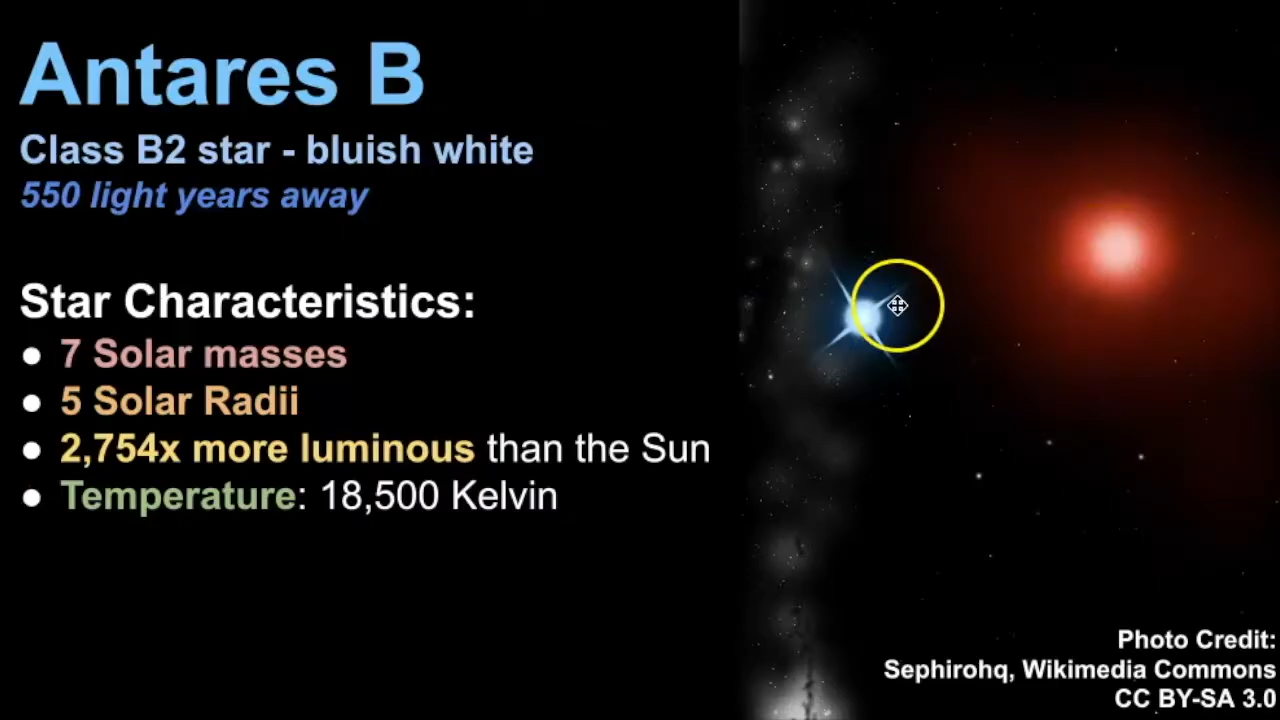 Antares B
Class B2 star - bluish white
550 light years away
Star Characteristics:
● 7 Solar masses
● 5 Solar Radii
● 2,754x more luminous than the Sun
● Temperature: 18,500 Kelvin
Photo Credit:
Sephirohq, Wikimedia Commons
CC BY-SA 3.0